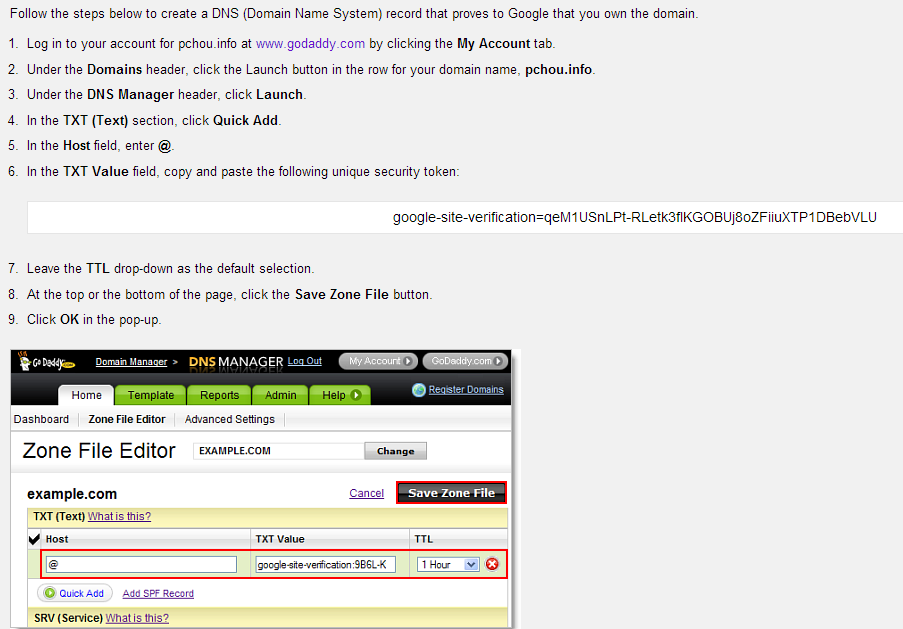 Follow the steps below to create a DNS (Domain Name System) record that proves to Google that you own the domain.
1. Log in to your account for pchou.info at www.godaddy.com by clicking the My Account tab.
2. Under the Domains header, click the Launch button in the row for your domain name, pchou.info.
3. Under the DNS Manager header, click Launch.
4. In the TXT (Text) section, click Quick Add.
5. In the Host field, enter @.
6. In the TXT Value field, copy and paste the following unique security token:
google-site-verification=qeM1USnLPt-RLetk3flKGOBUj8oZFiiuXTP1DBebVLU
7. Leave the TTL drop-down as the default selection.
8. At the top or the bottom of the page, click the Save Zone File button.
9. Click OK in the pop-up.
Go Daddy.com Domain Manager > DNS MANAGER Log Out My Account GoDaddy.com
Home Template Reports Admin Help Register Domains
Dashboard Zone File Editor Advanced Settings
Zone File Editor EXAMPLE.COM Change
example.com Cancel Save Zone File
TXT (Text) What is this?
Host TXT Value TTL
@ google-site-verification:9B6L-K 1 Hour
Quick Add Add SPF Record
SRV (Service) What is this?